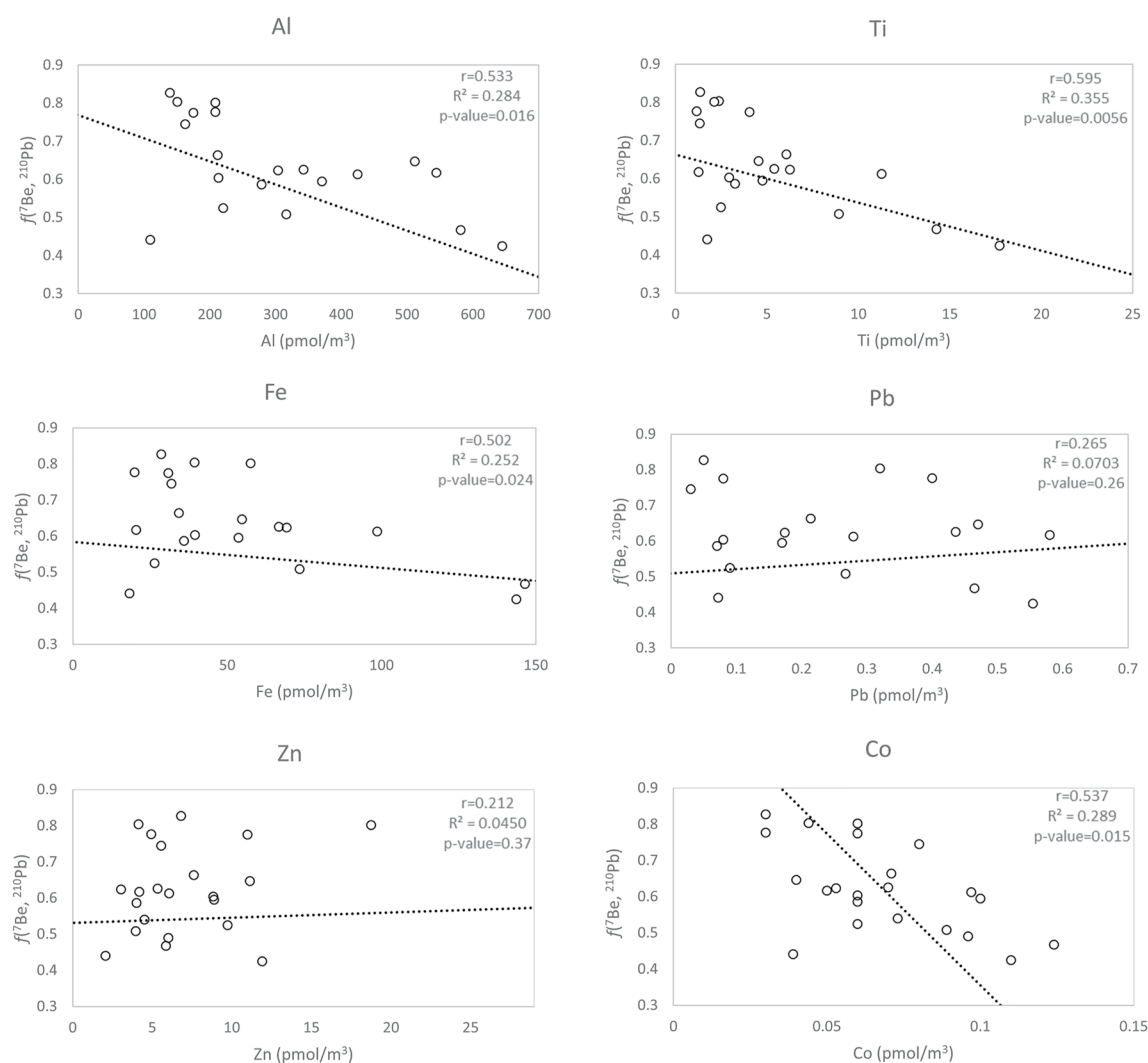 Al
r=0.533
R² = 0.284
p-value=0.016
f(⁷Be, ²¹⁰Pb)
0.9
0.8
0.7
0.6
0.5
0.4
0.3
0 100 200 300 400 500 600 700
Al (pmol/m³)
Ti
r=0.595
R² = 0.355
p-value=0.0056
f(⁷Be, ²¹⁰Pb)
0.9
0.8
0.7
0.6
0.5
0.4
0.3
0 5 10 15 20 25
Ti (pmol/m³)
Fe
r=0.502
R² = 0.252
p-value=0.024
f(⁷Be, ²¹⁰Pb)
0.9
0.8
0.7
0.6
0.5
0.4
0.3
0 50 100 150
Fe (pmol/m³)
Pb
r=0.265
R² = 0.0703
p-value=0.26
f(⁷Be, ²¹⁰Pb)
0.9
0.8
0.7
0.6
0.5
0.4
0.3
0 0.1 0.2 0.3 0.4 0.5 0.6 0.7
Pb (pmol/m³)
Zn
r=0.212
R² = 0.0450
p-value=0.37
f(⁷Be, ²¹⁰Pb)
0.9
0.8
0.7
0.6
0.5
0.4
0.3
0 5 10 15 20 25
Zn (pmol/m³)
Co
r=0.537
R² = 0.289
p-value=0.015
f(⁷Be, ²¹⁰Pb)
0.9
0.8
0.7
0.6
0.5
0.4
0.3
0 0.05 0.1 0.15
Co (pmol/m³)